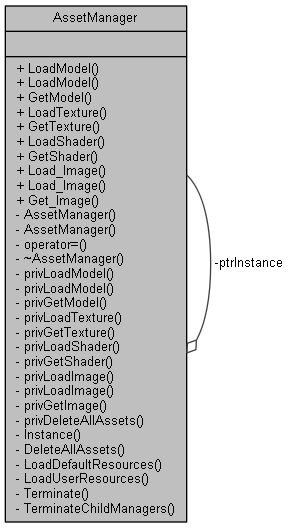 AssetManager
+ LoadModel()
+ LoadModel()
+ GetModel()
+ LoadTexture()
+ GetTexture()
+ LoadShader()
+ GetShader()
+ Load_Image()
+ Load_Image()
+ Get_Image()
- AssetManager()
- AssetManager()
- operator=()
- ~AssetManager()
- privLoadModel()
- privLoadModel()
- privGetModel()
- privLoadTexture()
- privGetTexture()
- privLoadShader()
- privGetShader()
- privLoadImage()
- privLoadImage()
- privGetImage()
- privDeleteAllAssets()
- Instance()
- DeleteAllAssets()
- LoadDefaultResources()
- LoadUserResources()
- Terminate()
- TerminateChildManagers()
-ptrInstance